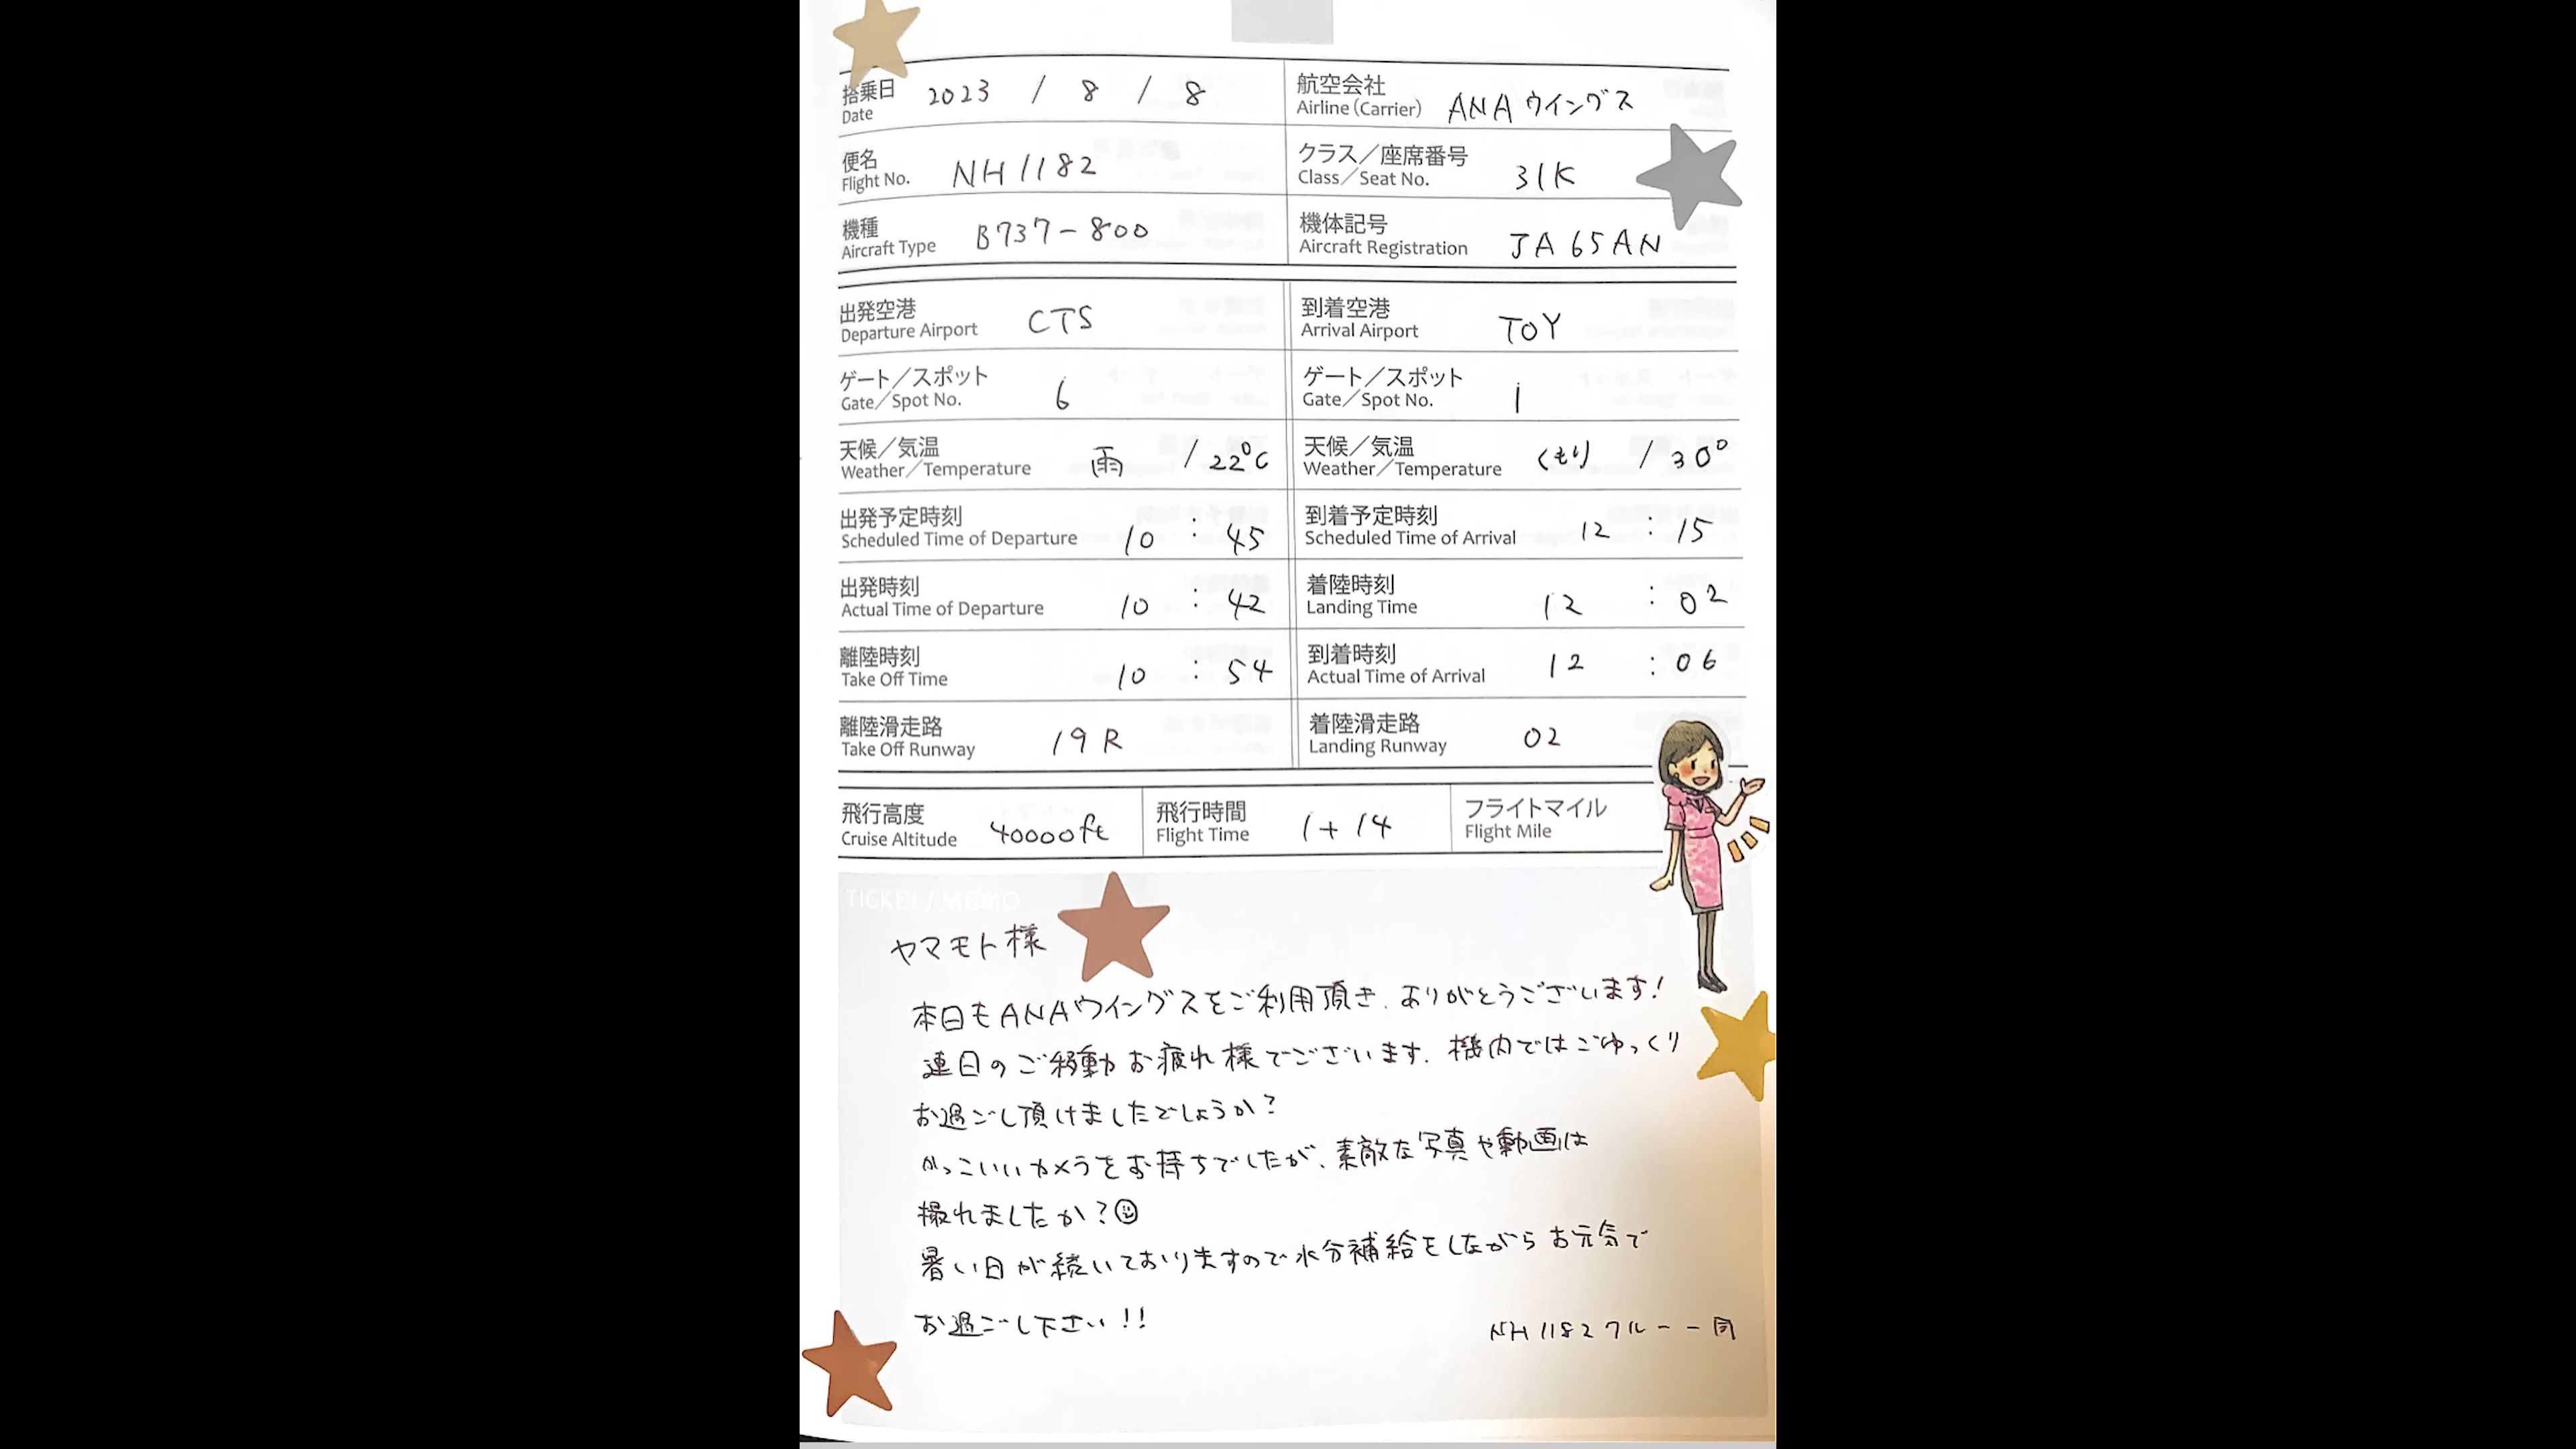 搭乗日 2023 / 8 / 8 航空会社 ANAウイングス
Date Airline (Carrier)
便名 NH1182 クラス／座席番号 31K
Flight No. Class／Seat No.
機種 B737-800 機体記号 JA65AN
Aircraft Type Aircraft Registration
出発空港 CTS 到着空港 TOY
Departure Airport Arrival Airport
ゲート／スポット 6 ゲート／スポット 1
Gate／Spot No. Gate／Spot No.
天候／気温 雨 / 22°C 天候／気温 くもり / 30°
Weather／Temperature Weather／Temperature
出発予定時刻 10 : 45 到着予定時刻 12 : 15
Scheduled Time of Departure Scheduled Time of Arrival
出発時刻 10 : 42 着陸時刻 12 : 02
Actual Time of Departure Landing Time
離陸時刻 10 : 54 到着時刻 12 : 06
Take Off Time Actual Time of Arrival
離陸滑走路 19R 着陸滑走路 02
Take Off Runway Landing Runway
飛行高度 40000ft 飛行時間 1+14 フライトマイル
Cruise Altitude Flight Time Flight Mile
TICKET / MEMO
ヤマモト様
本日もANAウイングスをご利用頂き、ありがとうございます!
連日のご移動お疲れ様でございます。機内ではごゆっくり
お過ごし頂けましたでしょうか?
かっこいいカメラをお持ちでしたが、素敵な写真や動画は
撮れましたか?☺
暑い日が続いておりますので水分補給をしながらお元気で
お過ごし下さい!!
NH1182クルー一同